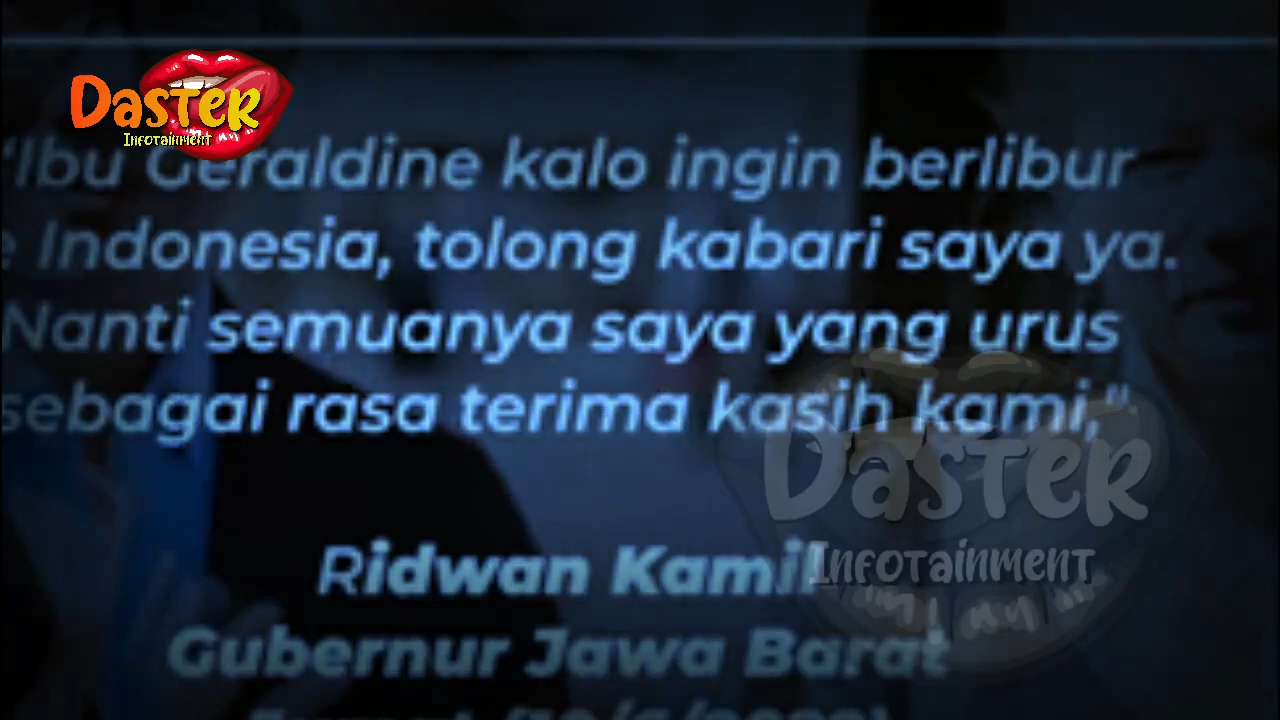 DASTER
INFOTAINMENT
"Ibu Geraldine kalo ingin berlibur
Indonesia, tolong kabari saya ya.
Nanti semuanya saya yang urus
sebagai rasa terima kasih kami,"
DASTER
INFOTAINMENT
Ridwan Kamil
Gubernur Jawa Barat